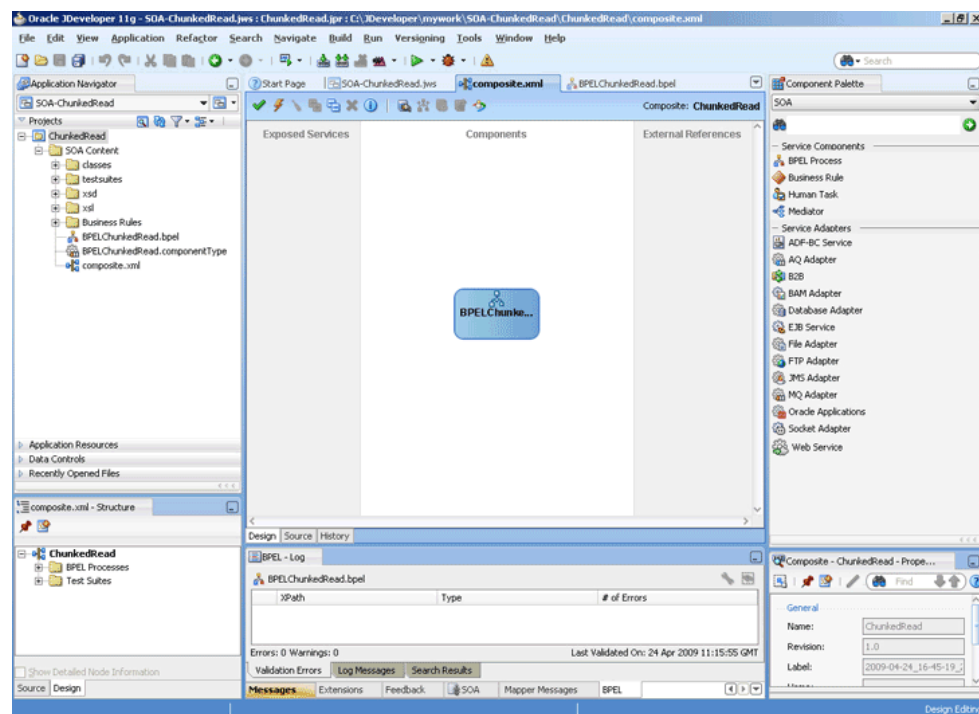 Oracle JDeveloper 11g - SOA-ChunkedRead.jws : ChunkedRead.jpr : C:\JDeveloper\mywork\SOA-ChunkedRead\ChunkedRead\composite.xml
File Edit View Application Refactor Search Navigate Build Run Versioning Tools Window Help
Search
Application Navigator
SOA-ChunkedRead
Projects
ChunkedRead
SOA Content
classes
testsuites
xsd
xsl
Business Rules
BPELChunkedRead.bpel
BPELChunkedRead.componentType
composite.xml
Application Resources
Data Controls
Recently Opened Files
composite.xml - Structure
ChunkedRead
BPEL Processes
Test Suites
Show Detailed Node Information
Source Design
Start Page SOA-ChunkedRead.jws composite.xml BPELChunkedRead.bpel
Composite: ChunkedRead
Exposed Services Components External References
BPELChunke...
Design Source History
BPEL - Log
BPELChunkedRead.bpel
XPath Type # of Errors
Errors: 0 Warnings: 0 Last Validated On: 24 Apr 2009 11:15:55 GMT
Validation Errors Log Messages Search Results
Messages Extensions Feedback SOA Mapper Messages BPEL
Component Palette
SOA
Service Components
BPEL Process
Business Rule
Human Task
Mediator
Service Adapters
ADF-BC Service
AQ Adapter
B2B
BAM Adapter
Database Adapter
EJB Service
File Adapter
FTP Adapter
JMS Adapter
MQ Adapter
Oracle Applications
Socket Adapter
Web Service
Composite - ChunkedRead - Prope...
Find
General
Name: ChunkedRead
Revision: 1.0
Label: 2009-04-24_16-45-19_
Design Editin